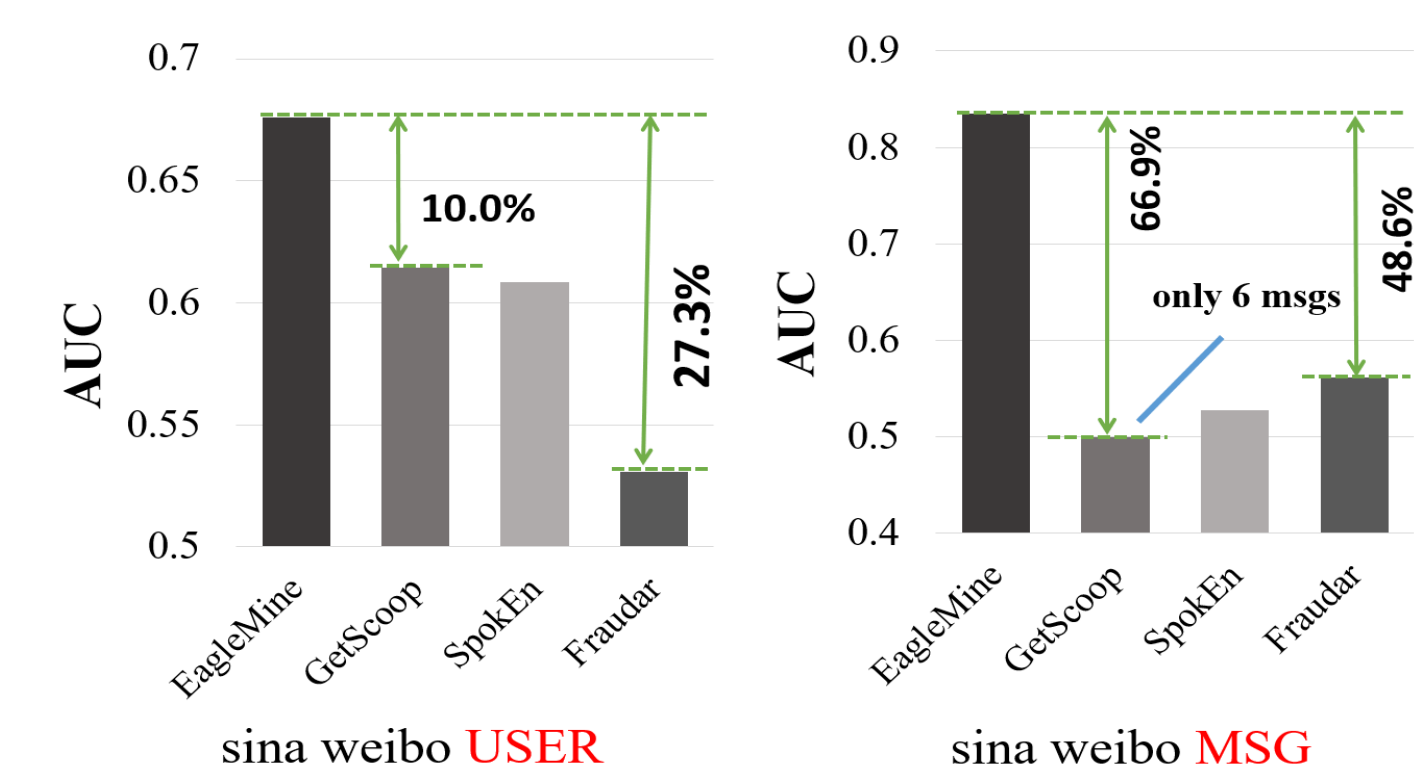 0.7
0.65
0.6
0.55
0.5
AUC
10.0%
27.3%
EagleMine
GetScoop
SpokEn
Fraudar
sina weibo USER
0.9
0.8
0.7
0.6
0.5
0.4
AUC
66.9%
48.6%
only 6 msgs
EagleMine
GetScoop
SpokEn
Fraudar
sina weibo MSG